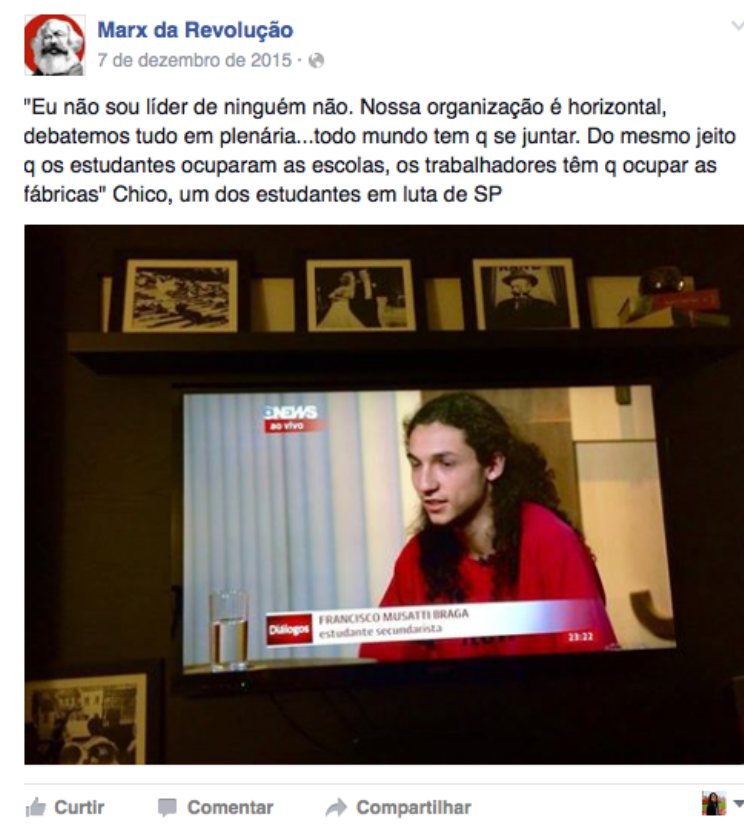 Marx da Revolução
7 de dezembro de 2015 ·
"Eu não sou líder de ninguém não. Nossa organização é horizontal,
debatemos tudo em plenária...todo mundo tem q se juntar. Do mesmo jeito
q os estudantes ocuparam as escolas, os trabalhadores têm q ocupar as
fábricas" Chico, um dos estudantes em luta de SP
NEWS
ao vivo
Diálogos
FRANCISCO MUSATTI BRAGA
estudante secundarista
23:22
Curtir Comentar Compartilhar